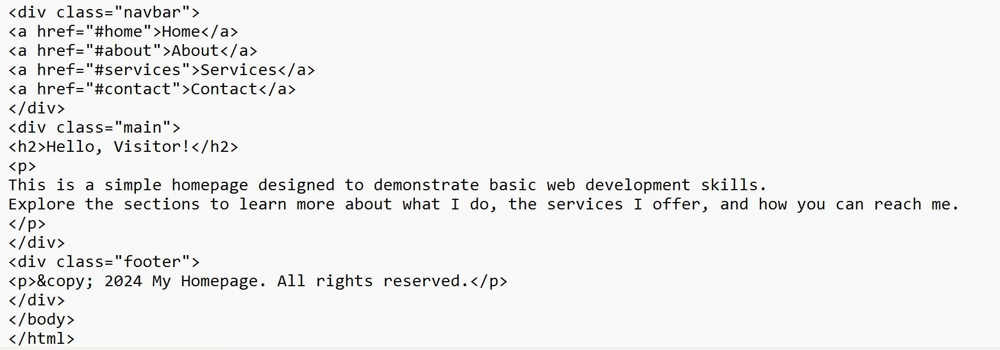 <div class="navbar">
<a href="#home">Home</a>
<a href="#about">About</a>
<a href="#services">Services</a>
<a href="#contact">Contact</a>
</div>
<div class="main">
<h2>Hello, Visitor!</h2>
<p>
This is a simple homepage designed to demonstrate basic web development skills.
Explore the sections to learn more about what I do, the services I offer, and how you can reach me.
</p>
</div>
<div class="footer">
<p>&copy; 2024 My Homepage. All rights reserved.</p>
</div>
</body>
</html>